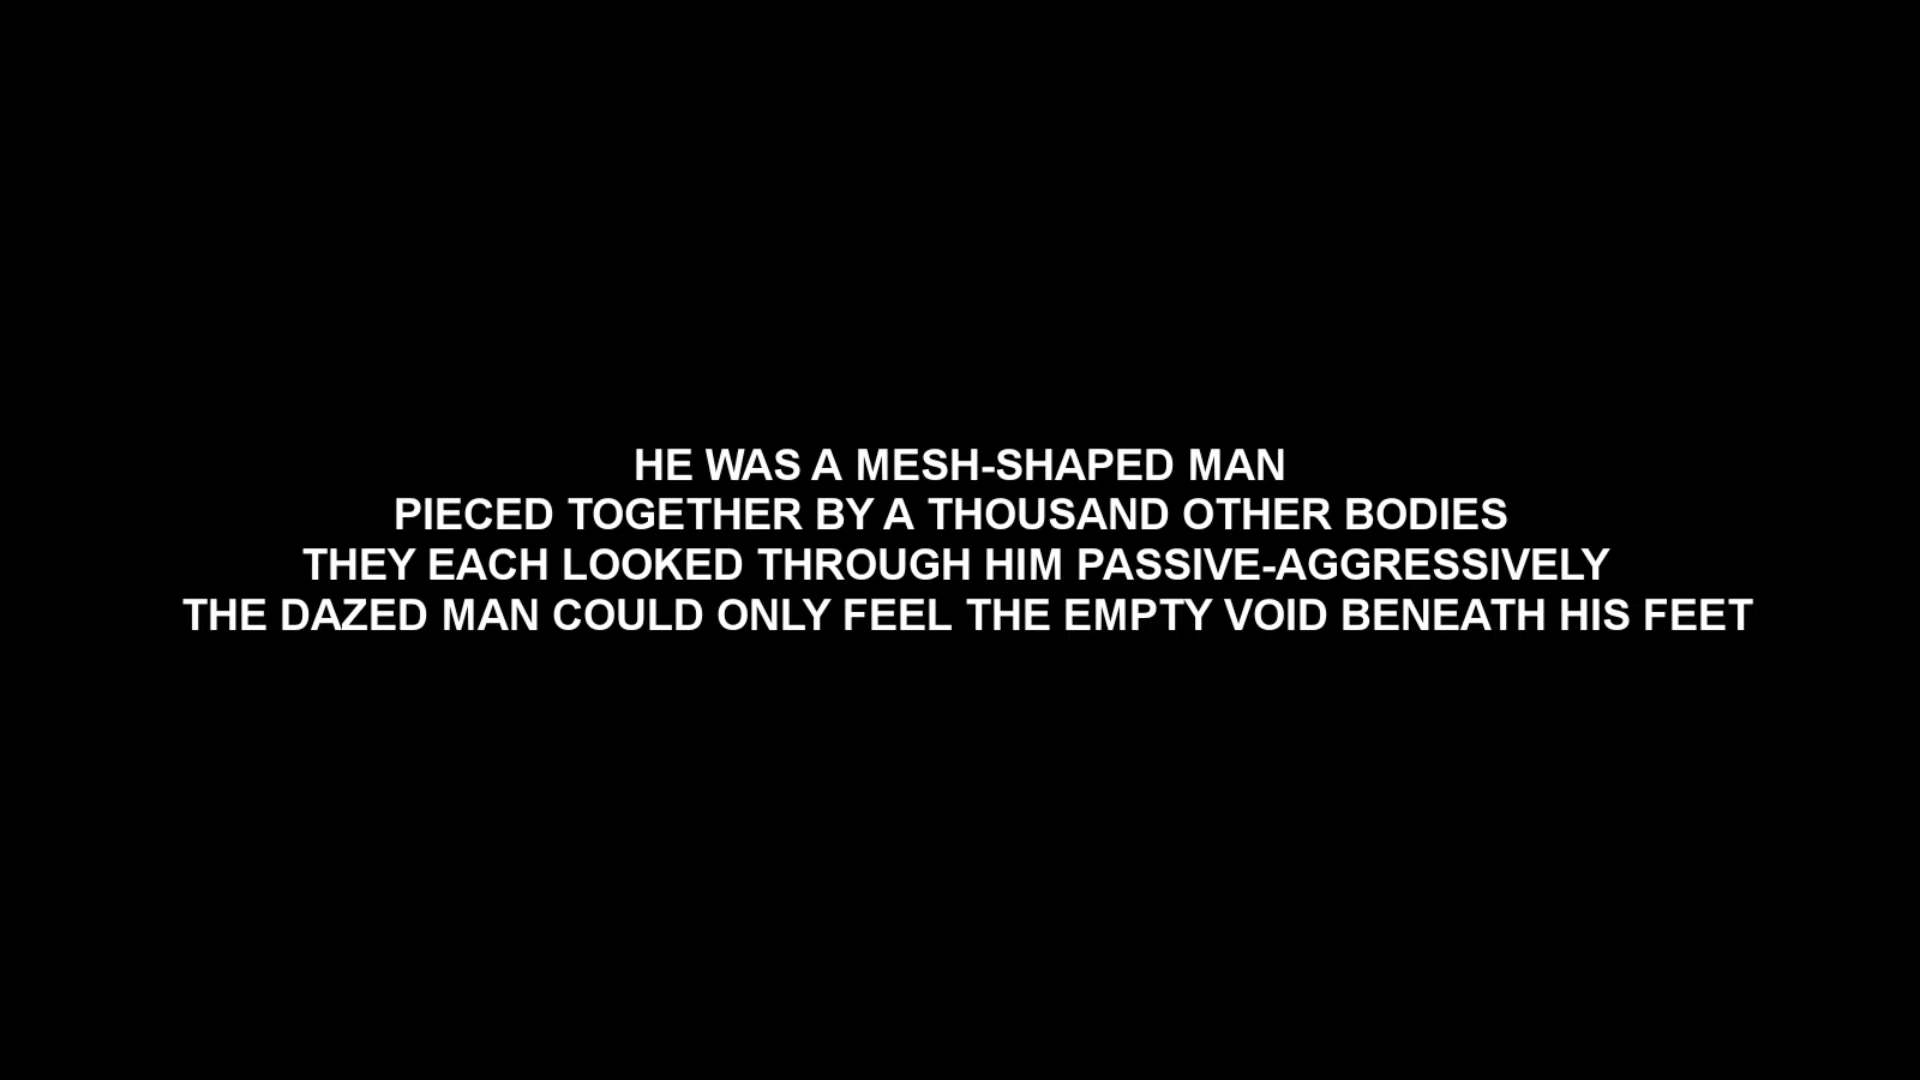 HE WAS A MESH-SHAPED MAN
PIECED TOGETHER BY A THOUSAND OTHER BODIES
THEY EACH LOOKED THROUGH HIM PASSIVE-AGGRESSIVELY
THE DAZED MAN COULD ONLY FEEL THE EMPTY VOID BENEATH HIS FEET